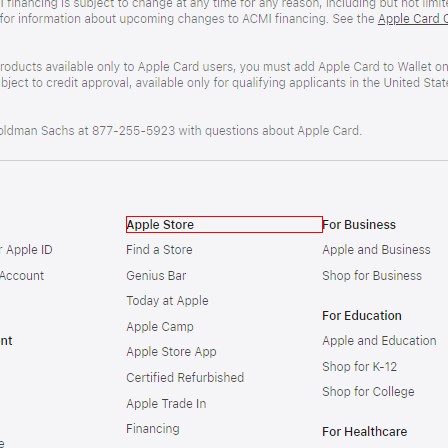 financing is subject to change at any time for any reason, including but not
for information about upcoming changes to ACMI financing. See the Apple Card
roducts available only to Apple Card users, you must add Apple Card to Wallet on
bject to credit approval, available only for qualifying applicants in the United
oldman Sachs at 877-255-5923 with questions about Apple Card.
Apple Store
Find a Store
Genius Bar
Today at Apple
Apple Camp
Apple Store App
Certified Refurbished
Apple Trade In
Financing
For Business
Apple and Business
Shop for Business
For Education
Apple and Education
Shop for K-12
Shop for College
For Healthcare
r Apple ID
Account
nt
e